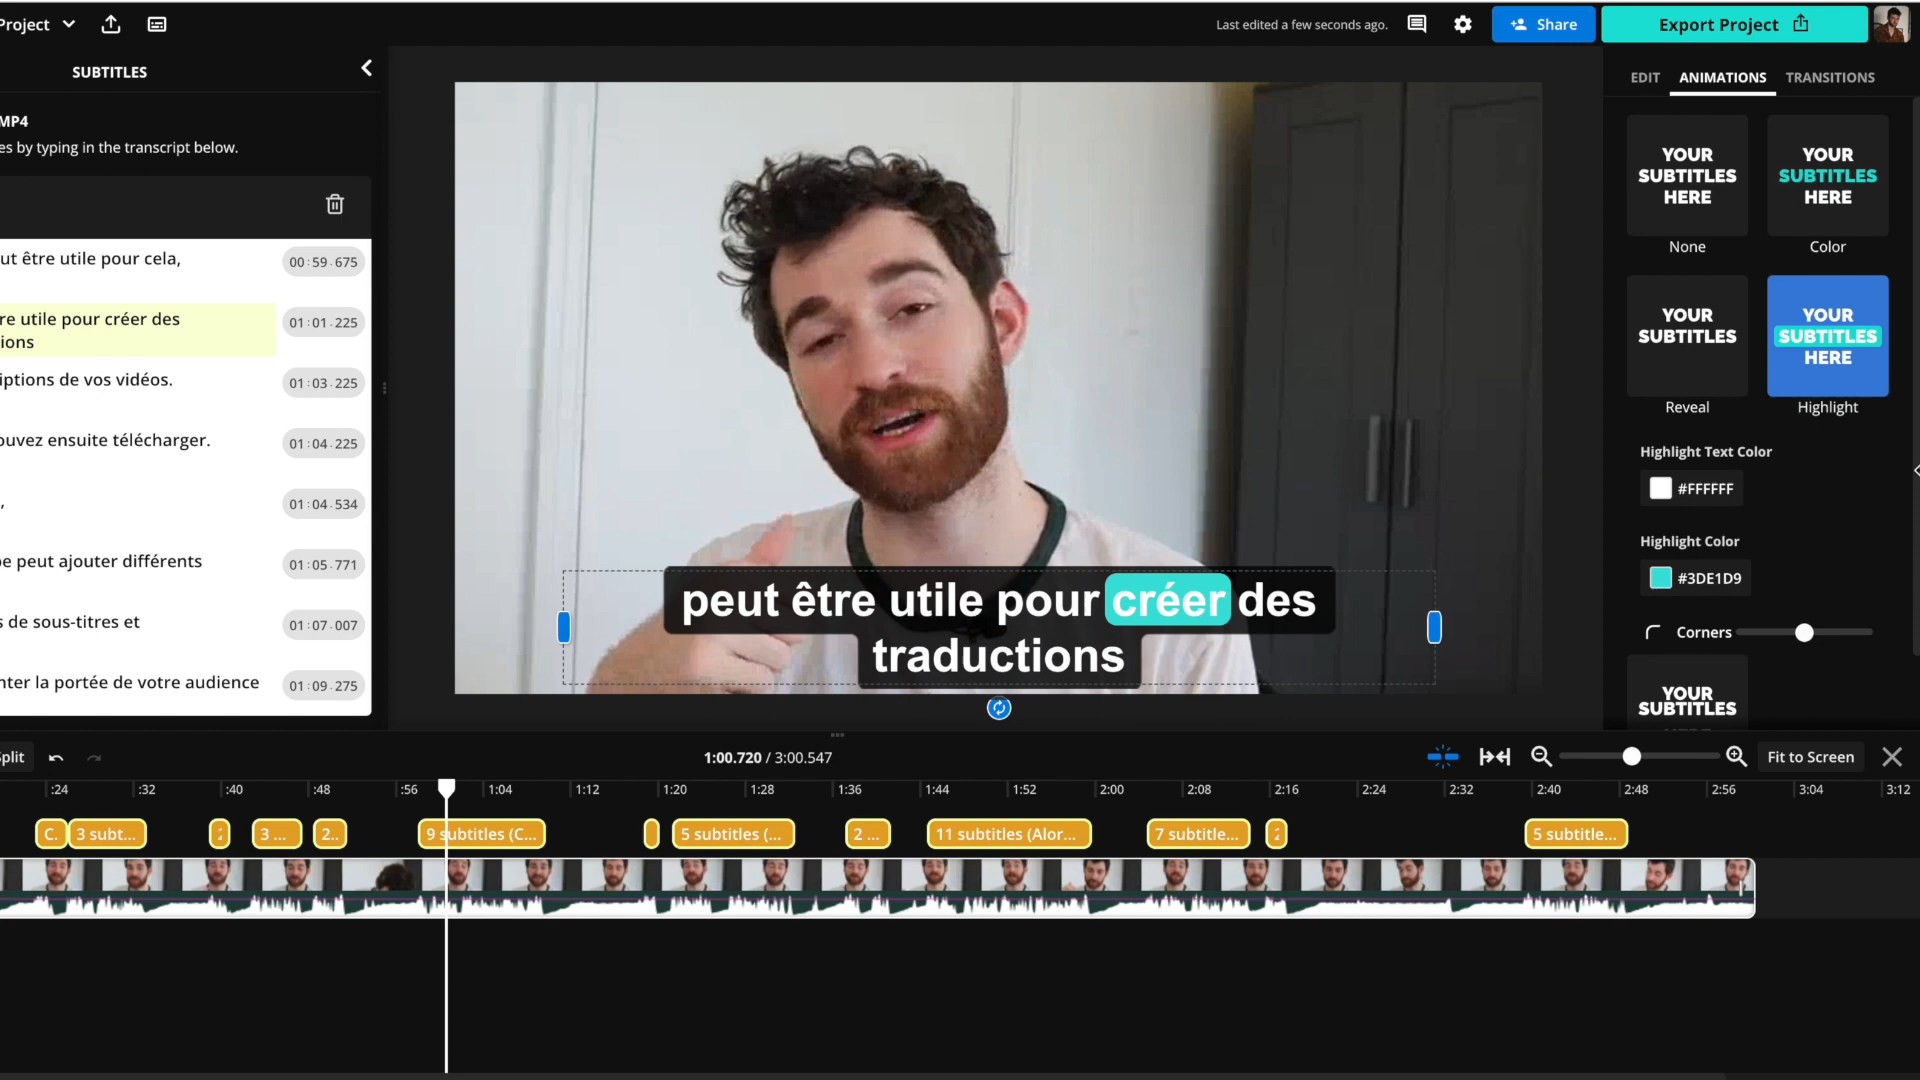 Project
Last edited a few seconds ago.
Share
Export Project
SUBTITLES
MP4
es by typing in the transcript below.
ut être utile pour cela,
00:59.675
re utile pour créer des
ions
01:01.225
iptions de vos vidéos.
01:03.225
ouvez ensuite télécharger.
01:04.225
,
01:04.534
pe peut ajouter différents
01:05.771
s de sous-titres et
01:07.007
nter la portée de votre audience
01:09.275
peut être utile pour créer des
traductions
EDIT ANIMATIONS TRANSITIONS
YOUR
SUBTITLES
HERE
None
YOUR
SUBTITLES
HERE
Color
YOUR
SUBTITLES
Reveal
YOUR
SUBTITLES
HERE
Highlight
Highlight Text Color
#FFFFFF
Highlight Color
#3DE1D9
Corners
YOUR
SUBTITLES
Split
1:00.720 / 3:00.547
Fit to Screen
:24 :32 :40 :48 :56 1:04 1:12 1:20 1:28 1:36 1:44 1:52 2:00 2:08 2:16 2:24 2:32 2:40 2:48 2:56 3:04 3:12
C. 3 subt... 3 ... 2.. 9 subtitles (C... 5 subtitles (... 2 ... 11 subtitles (Alor... 7 subtitle... 5 subtitle...